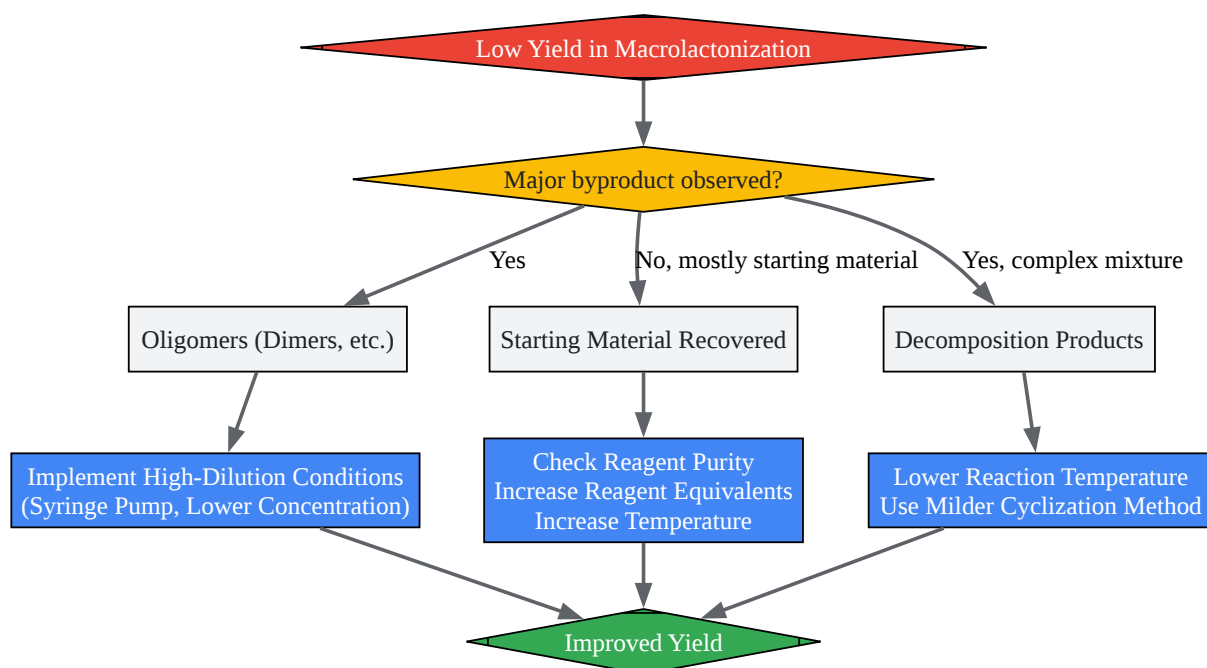 Low Yield in Macrolactonization
Major byproduct observed?
Yes
No, mostly starting material
Yes, complex mixture
Oligomers (Dimers, etc.)
Starting Material Recovered
Decomposition Products
Implement High-Dilution Conditions
(Syringe Pump, Lower Concentration)
Check Reagent Purity
Increase Reagent Equivalents
Increase Temperature
Lower Reaction Temperature
Use Milder Cyclization Method
Improved Yield